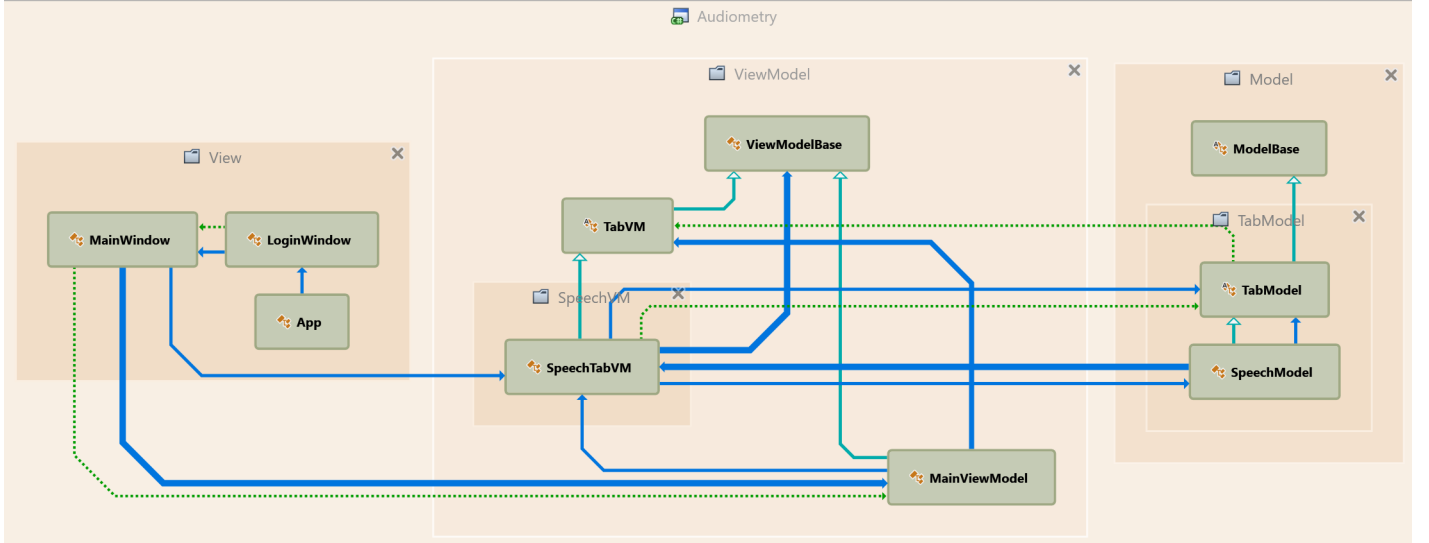 Audiometry
View
MainWindow
LoginWindow
App
ViewModel
ViewModelBase
TabVM
SpeechVM
SpeechTabVM
MainViewModel
Model
ModelBase
TabModel
TabModel
SpeechModel